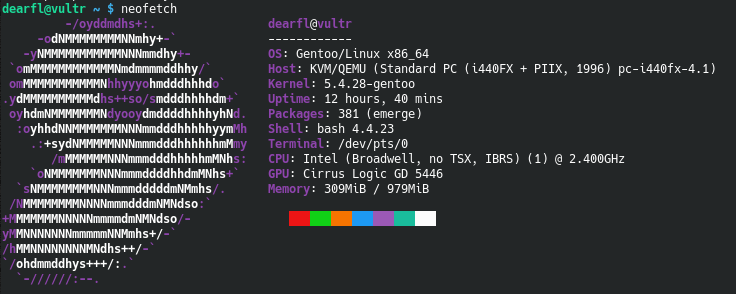 dearfl@vultr ~ $ neofetch
-/oyddmdhs+:.
-odNMMMMMMMMNNmhy+-`
-yNMMMMMMMMMMMNNNmmdhy+-
`omMMMMMMMMMMMMNmdmmmmddhhy/`
omMMMMMMMMMMMNhhyyyohmdddhhhdo`
.ydMMMMMMMMMMdhs++so/smdddhhhhdm+`
oyhdmNMMMMMMMNdyooydmddddhhhhyhNd.
:oyhhdNNMMMMMMMNNNmmdddhhhhhyymMh
.:+sydNMMMMMNNNmmmdddhhhhhhmMmy
/mMMMMMMNNNmmmdddhhhhhmMNhs:
`oNMMMMMMMNNNmmmddddhhdmMNhs+`
`sNMMMMMMMMNNNmmmdddddmNMmhs/.
/NMMMMMMMMNNNNmmmdddmNMNdso:`
+MMMMMMMNNNNNmmmmdmNMNdso/-
yMMNNNNNNNmmmmmNNMmhs+/-`
/hMMNNNNNNNNMNdhs++/-`
`/ohdmmddhys+++/:.`
`-//////:--.
dearfl@vultr
------------
OS: Gentoo/Linux x86_64
Host: KVM/QEMU (Standard PC (i440FX + PIIX, 1996) pc-i440fx-4.1)
Kernel: 5.4.28-gentoo
Uptime: 12 hours, 40 mins
Packages: 381 (emerge)
Shell: bash 4.4.23
Terminal: /dev/pts/0
CPU: Intel (Broadwell, no TSX, IBRS) (1) @ 2.400GHz
GPU: Cirrus Logic GD 5446
Memory: 309MiB / 979MiB